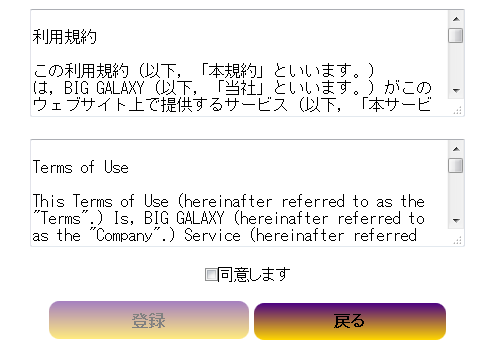 利用規約
この利用規約（以下，「本規約」といいます。）
は，BIG GALAXY（以下，「当社」といいます。）がこの
ウェブサイト上で提供するサービス（以下，「本サービ
Terms of Use
This Terms of Use (hereinafter referred to as the
"Terms".) Is, BIG GALAXY (hereinafter referred to
as the "Company".) Service (hereinafter referred
同意します
登録
戻る